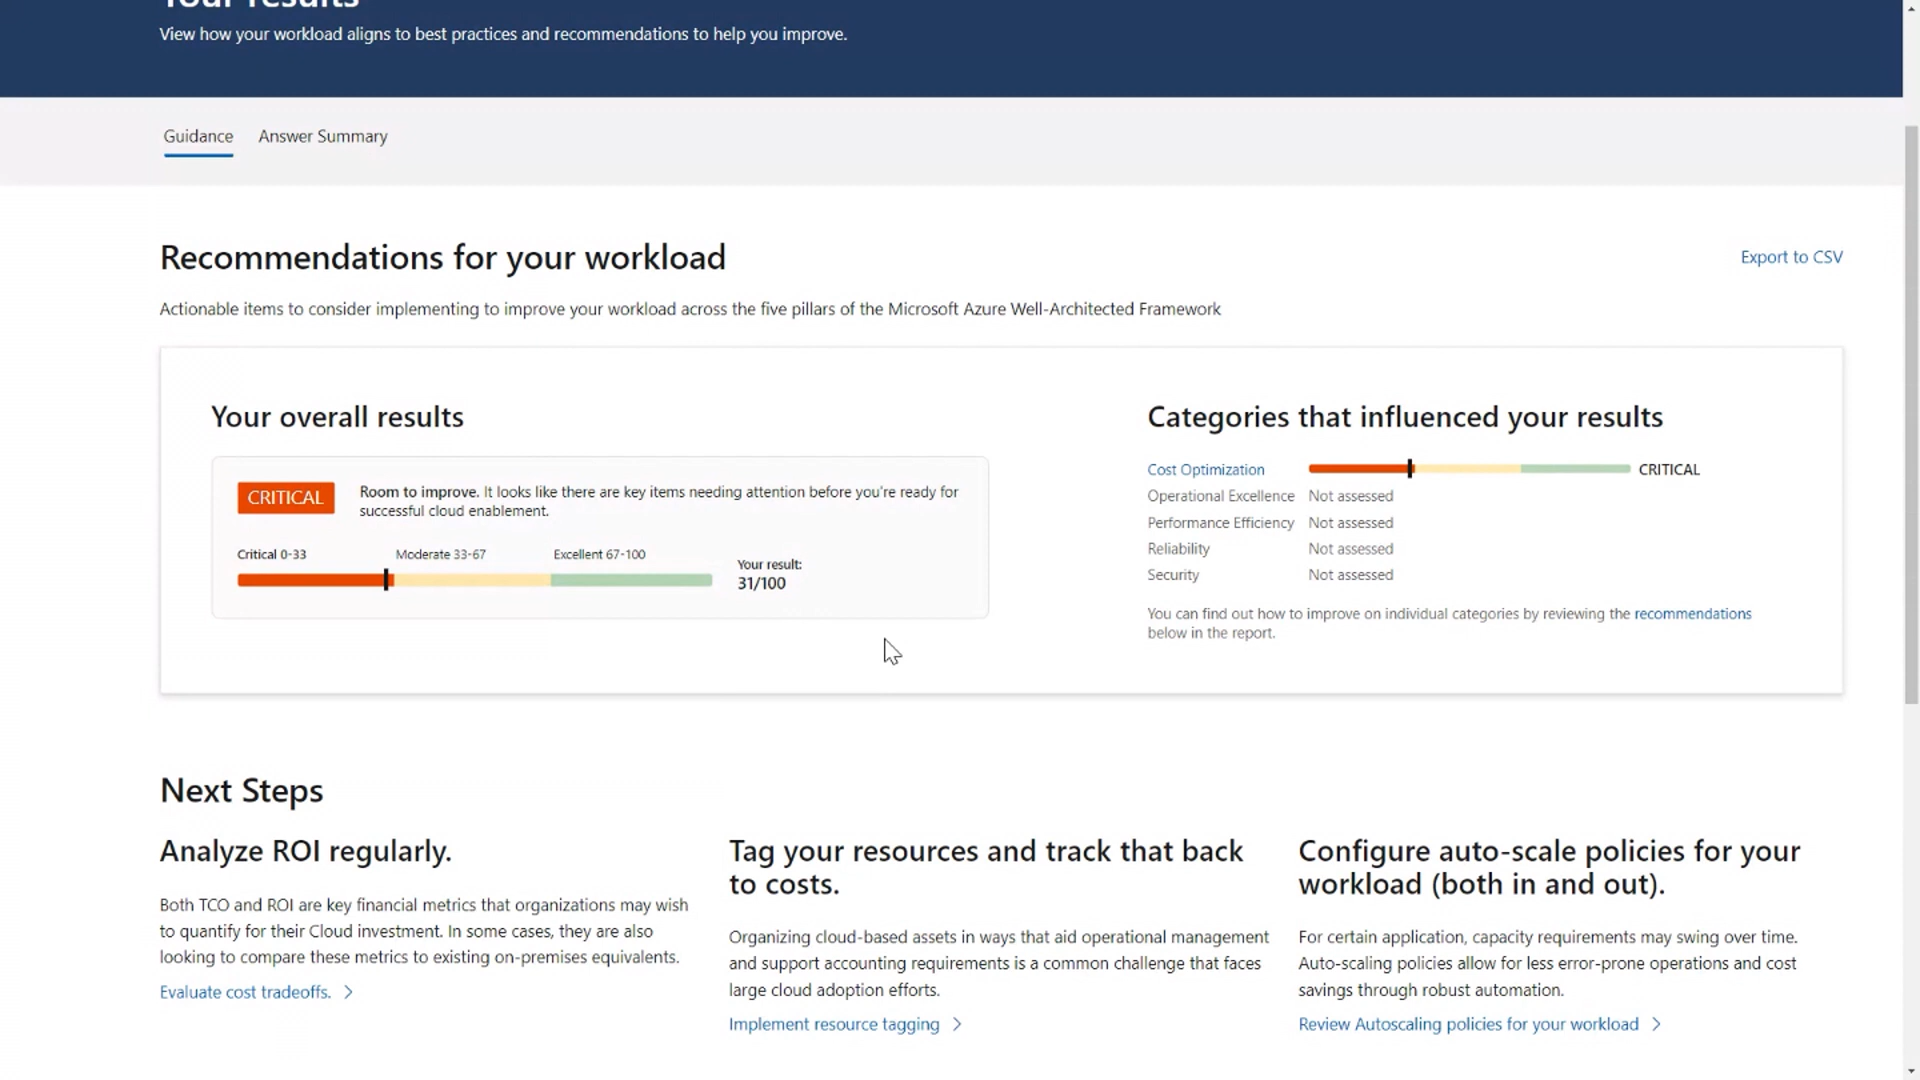 Your results
View how your workload aligns to best practices and recommendations to help you improve.
Guidance
Answer Summary
Recommendations for your workload
Export to CSV
Actionable items to consider implementing to improve your workload across the five pillars of the Microsoft Azure Well-Architected Framework
Your overall results
CRITICAL
Room to improve. It looks like there are key items needing attention before you're ready for
successful cloud enablement.
Critical 0-33
Moderate 33-67
Excellent 67-100
Your result:
31/100
Categories that influenced your results
Cost Optimization
CRITICAL
Operational Excellence Not assessed
Performance Efficiency Not assessed
Reliability Not assessed
Security Not assessed
You can find out how to improve on individual categories by reviewing the recommendations
below in the report.
Next Steps
Analyze ROI regularly.
Both TCO and ROI are key financial metrics that organizations may wish
to quantify for their Cloud investment. In some cases, they are also
looking to compare these metrics to existing on-premises equivalents.
Evaluate cost tradeoffs.
Tag your resources and track that back
to costs.
Organizing cloud-based assets in ways that aid operational management
and support accounting requirements is a common challenge that faces
large cloud adoption efforts.
Implement resource tagging
Configure auto-scale policies for your
workload (both in and out).
For certain application, capacity requirements may swing over time.
Auto-scaling policies allow for less error-prone operations and cost
savings through robust automation.
Review Autoscaling policies for your workload